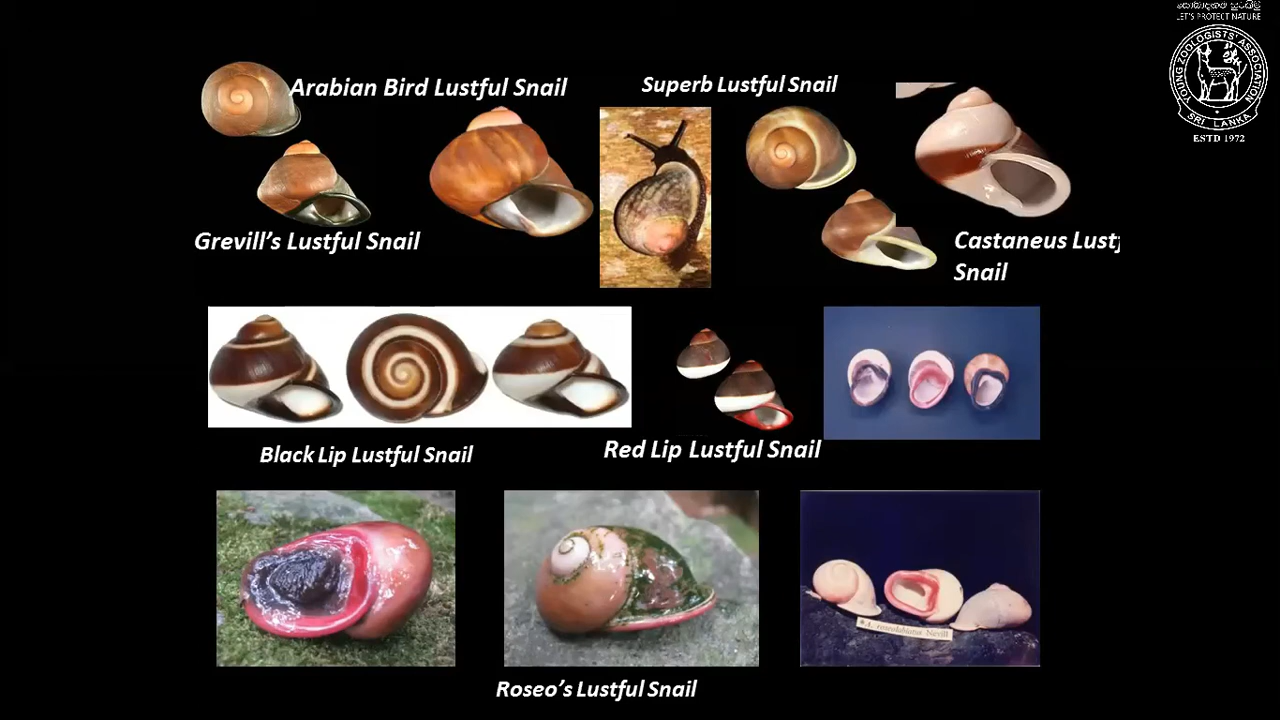 LET'S PROTECT NATURE
YOUNG ZOOLOGISTS' ASSOCIATION
SRI LANKA
ESTD 1972
Arabian Bird Lustful Snail
Superb Lustful Snail
Grevill's Lustful Snail
Castaneus Lust
Snail
Black Lip Lustful Snail
Red Lip Lustful Snail
Nevill
Roseo's Lustful Snail